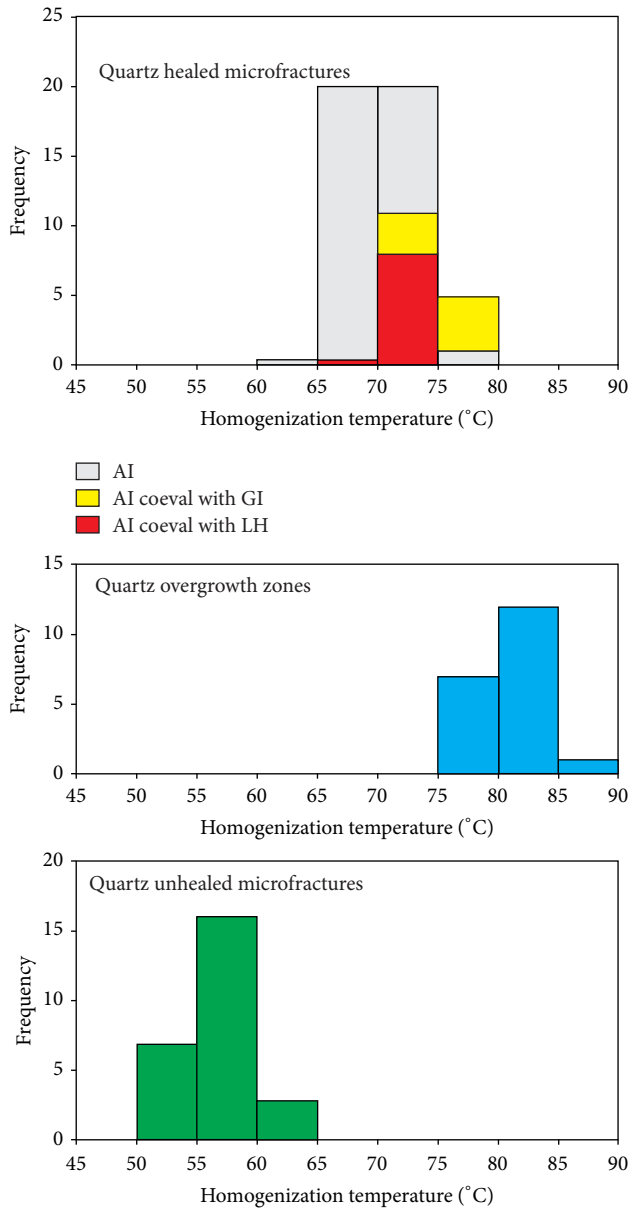 25
Quartz healed microfractures
20
15
10
5
0
Frequency
45 50 55 60 65 70 75 80 85 90
Homogenization temperature (˚C)
AI
AI coeval with GI
AI coeval with LH
15
Quartz overgrowth zones
10
5
0
Frequency
45 50 55 60 65 70 75 80 85 90
Homogenization temperature (˚C)
20
Quartz unhealed microfractures
15
10
5
0
Frequency
45 50 55 60 65 70 75 80 85 90
Homogenization temperature (˚C)